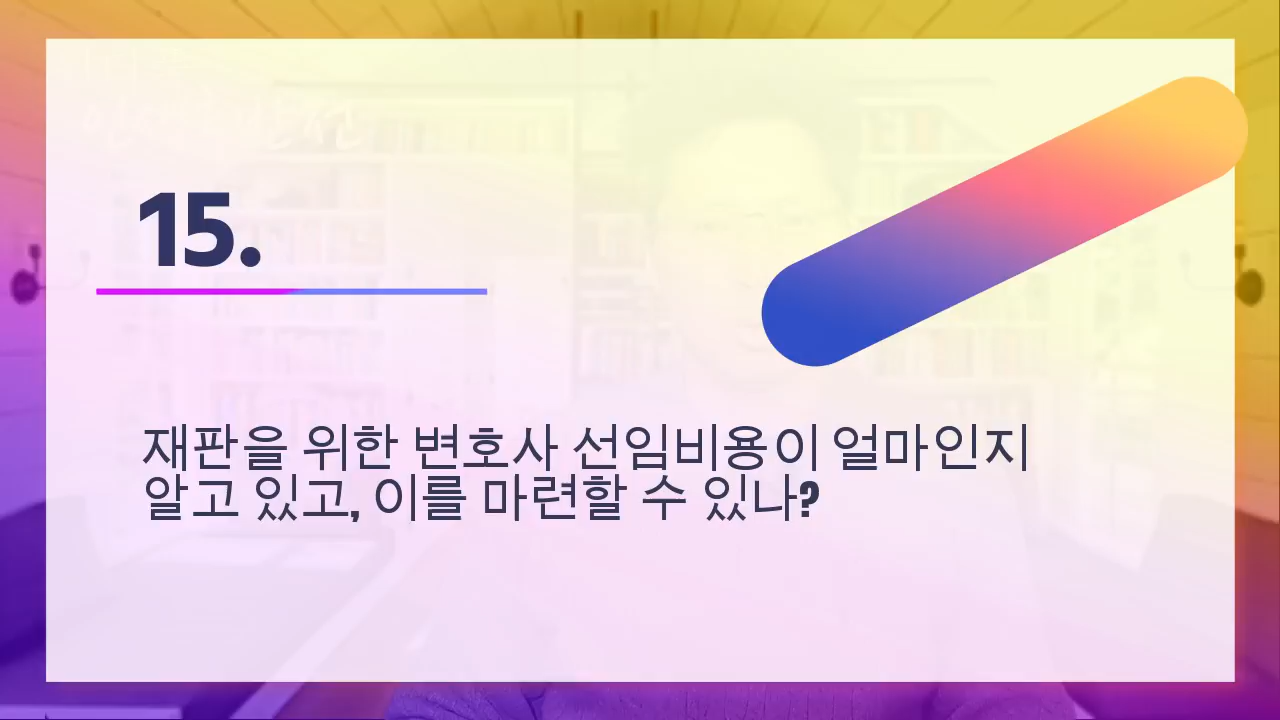 15.
재판을 위한 변호사 선임비용이 얼마인지
알고 있고, 이를 마련할 수 있나?